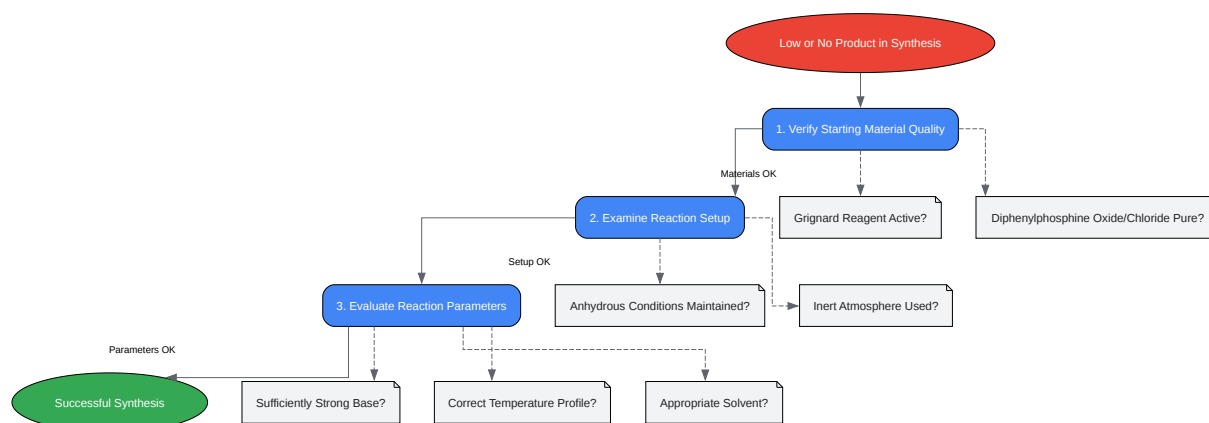 Low or No Product in Synthesis
1. Verify Starting Material Quality
Materials OK
2. Examine Reaction Setup
Grignard Reagent Active?
Diphenylphosphine Oxide/Chloride Pure?
Setup OK
3. Evaluate Reaction Parameters
Anhydrous Conditions Maintained?
Inert Atmosphere Used?
Parameters OK
Successful Synthesis
Sufficiently Strong Base?
Correct Temperature Profile?
Appropriate Solvent?